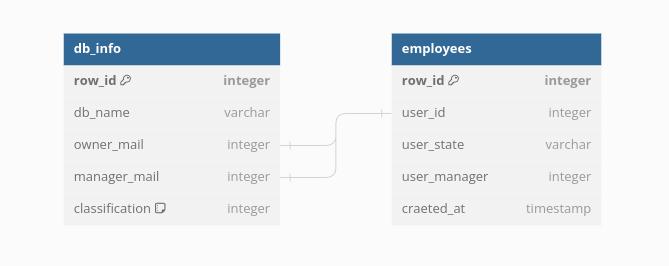 db_info
row_id integer
db_name varchar
owner_mail integer
manager_mail integer
classification integer
employees
row_id integer
user_id integer
user_state varchar
user_manager integer
craeted_at timestamp